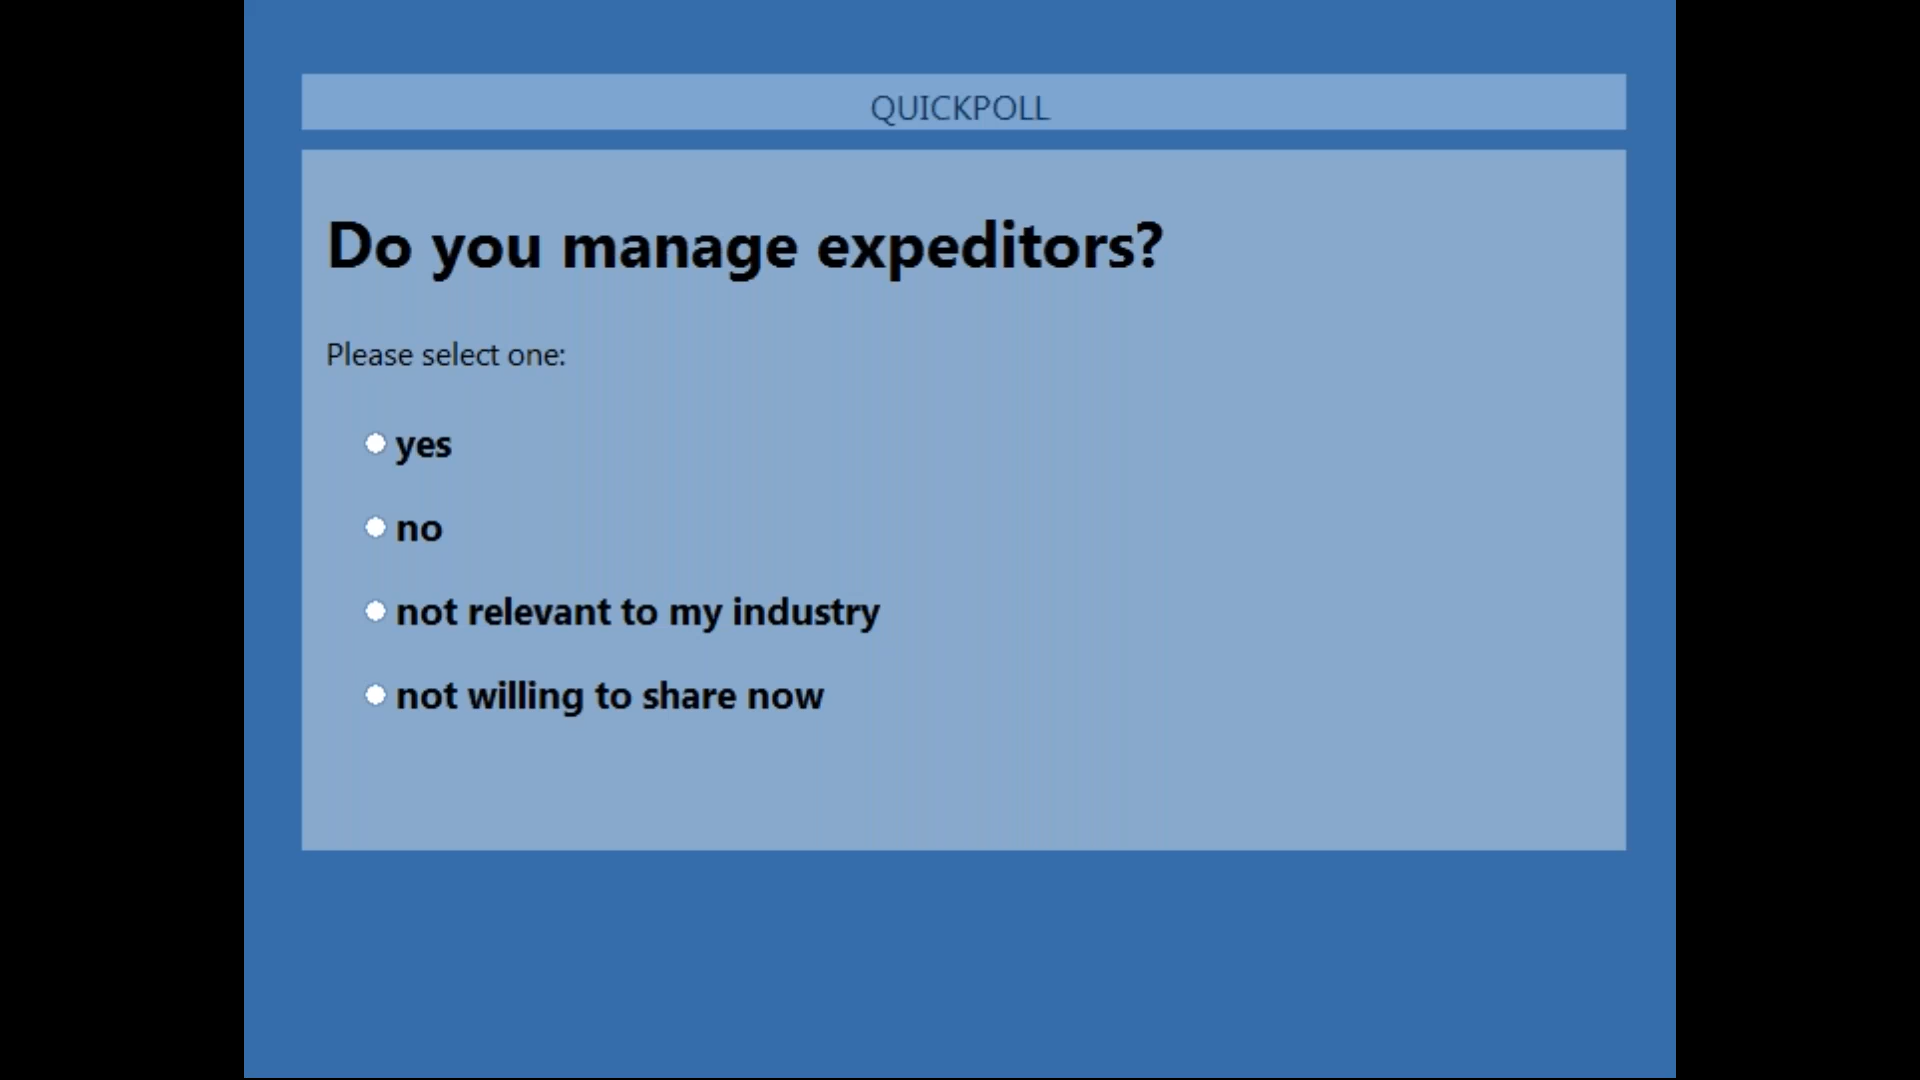 QUICKPOLL
Do you manage expeditors?
Please select one:
yes
no
not relevant to my industry
not willing to share now